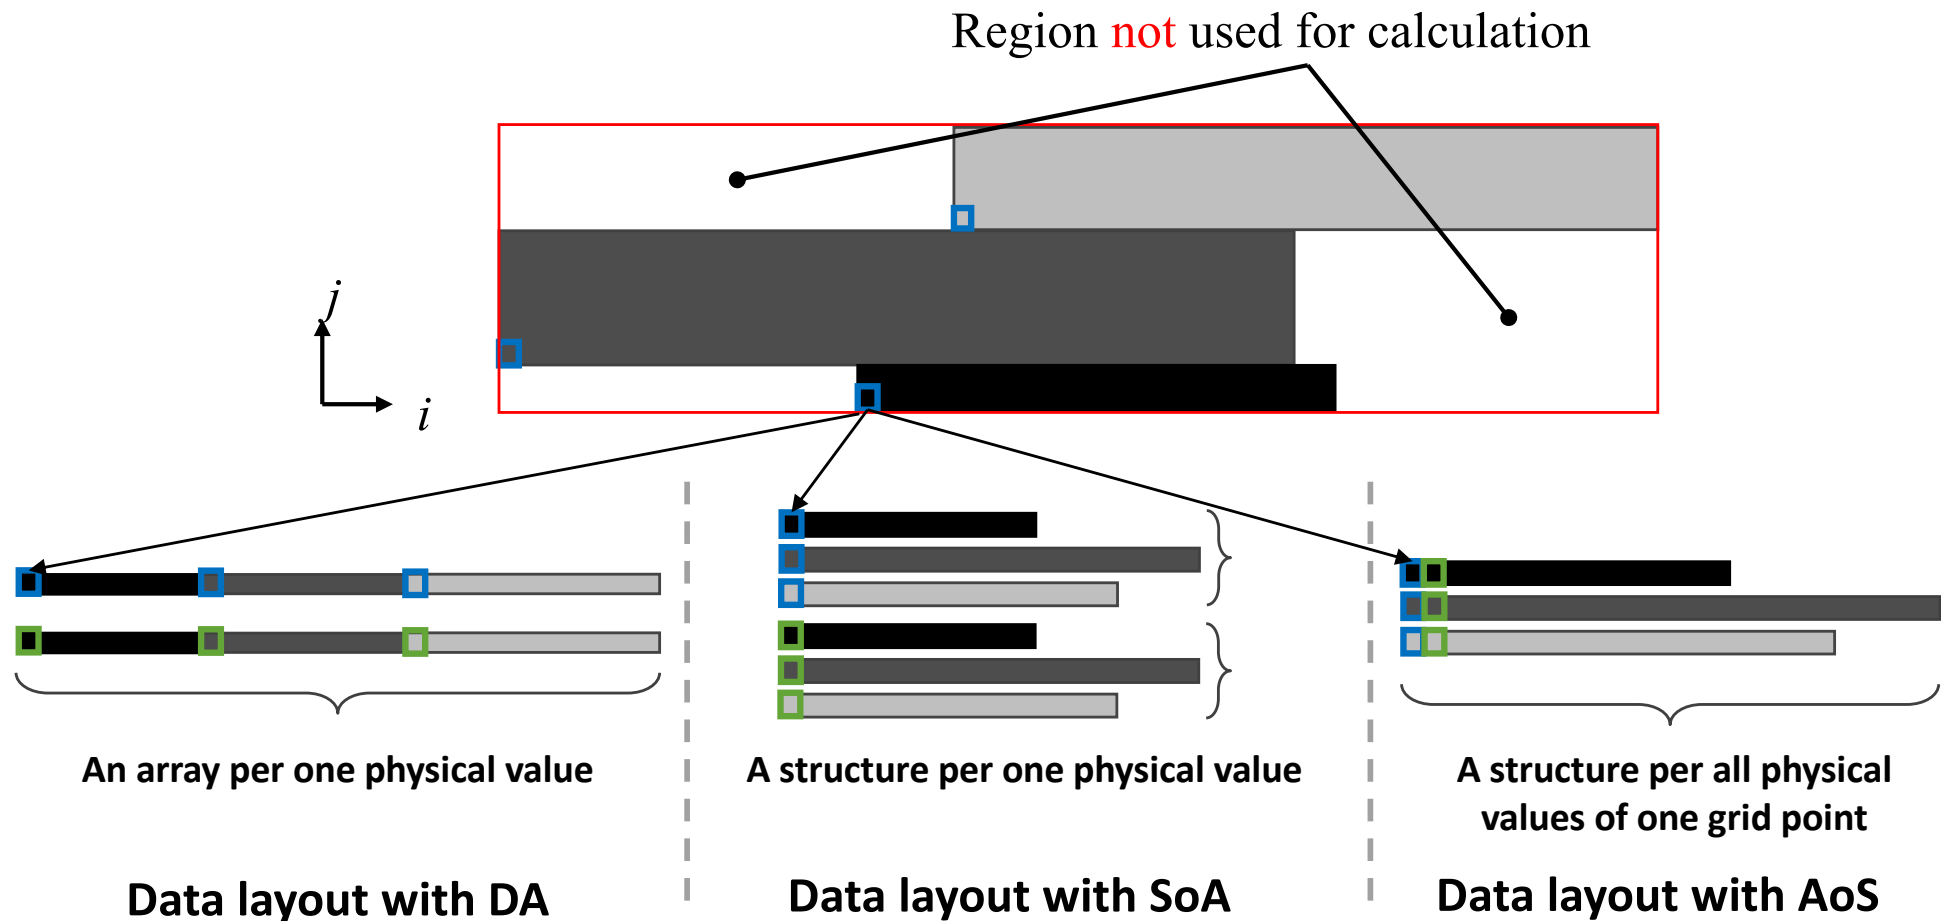 Region not used for calculation
j
i
An array per one physical value
A structure per one physical value
A structure per all physical
values of one grid point
Data layout with DA
Data layout with SoA
Data layout with AoS